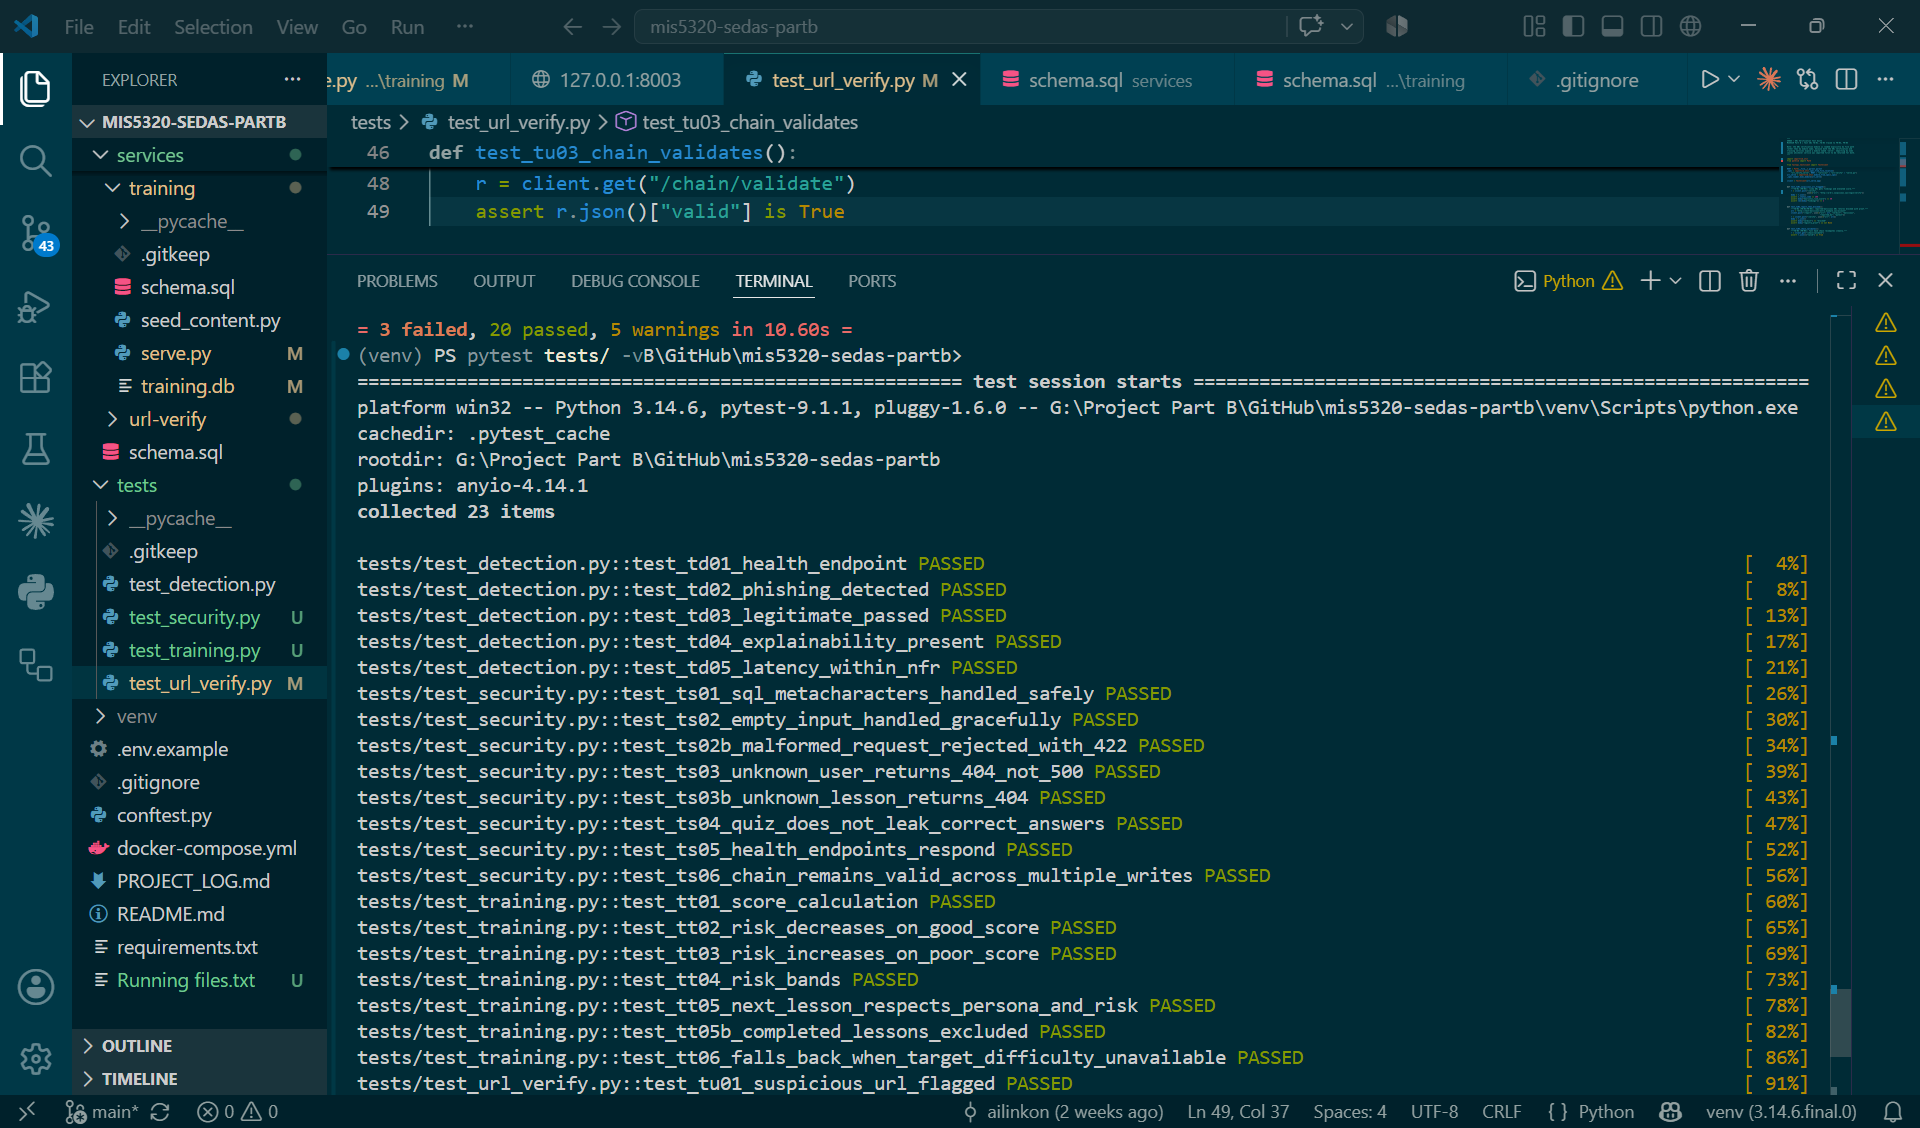 File Edit Selection View Go Run ···
mis5320-sedas-partb
EXPLORER ···
e.py ...\training M
127.0.0.1:8003
test_url_verify.py M
schema.sql services
schema.sql ...\training
.gitignore
MIS5320-SEDAS-PARTB
services
training
__pycache__
.gitkeep
schema.sql
seed_content.py
serve.py M
training.db M
url-verify
schema.sql
tests
__pycache__
.gitkeep
test_detection.py
test_security.py U
test_training.py U
test_url_verify.py M
venv
.env.example
.gitignore
conftest.py
docker-compose.yml
PROJECT_LOG.md
README.md
requirements.txt
Running files.txt U
OUTLINE
TIMELINE
43
tests > test_url_verify.py > test_tu03_chain_validates
46 def test_tu03_chain_validates():
48 r = client.get("/chain/validate")
49 assert r.json()["valid"] is True
PROBLEMS OUTPUT DEBUG CONSOLE TERMINAL PORTS
Python
= 3 failed, 20 passed, 5 warnings in 10.60s =
(venv) PS pytest tests/ -vB\GitHub\mis5320-sedas-partb>
======================================================= test session starts ========================================================
platform win32 -- Python 3.14.6, pytest-9.1.1, pluggy-1.6.0 -- G:\Project Part B\GitHub\mis5320-sedas-partb\venv\Scripts\python.exe
cachedir: .pytest_cache
rootdir: G:\Project Part B\GitHub\mis5320-sedas-partb
plugins: anyio-4.14.1
collected 23 items
tests/test_detection.py::test_td01_health_endpoint PASSED [  4%]
tests/test_detection.py::test_td02_phishing_detected PASSED [  8%]
tests/test_detection.py::test_td03_legitimate_passed PASSED [ 13%]
tests/test_detection.py::test_td04_explainability_present PASSED [ 17%]
tests/test_detection.py::test_td05_latency_within_nfr PASSED [ 21%]
tests/test_security.py::test_ts01_sql_metacharacters_handled_safely PASSED [ 26%]
tests/test_security.py::test_ts02_empty_input_handled_gracefully PASSED [ 30%]
tests/test_security.py::test_ts02b_malformed_request_rejected_with_422 PASSED [ 34%]
tests/test_security.py::test_ts03_unknown_user_returns_404_not_500 PASSED [ 39%]
tests/test_security.py::test_ts03b_unknown_lesson_returns_404 PASSED [ 43%]
tests/test_security.py::test_ts04_quiz_does_not_leak_correct_answers PASSED [ 47%]
tests/test_security.py::test_ts05_health_endpoints_respond PASSED [ 52%]
tests/test_security.py::test_ts06_chain_remains_valid_across_multiple_writes PASSED [ 56%]
tests/test_training.py::test_tt01_score_calculation PASSED [ 60%]
tests/test_training.py::test_tt02_risk_decreases_on_good_score PASSED [ 65%]
tests/test_training.py::test_tt03_risk_increases_on_poor_score PASSED [ 69%]
tests/test_training.py::test_tt04_risk_bands PASSED [ 73%]
tests/test_training.py::test_tt05_next_lesson_respects_persona_and_risk PASSED [ 78%]
tests/test_training.py::test_tt05b_completed_lessons_excluded PASSED [ 82%]
tests/test_training.py::test_tt06_falls_back_when_target_difficulty_unavailable PASSED [ 86%]
tests/test_url_verify.py::test_tu01_suspicious_url_flagged PASSED [ 91%]
main* 0 0 ailinkon (2 weeks ago) Ln 49, Col 37 Spaces: 4 UTF-8 CRLF { } Python venv (3.14.6.final.0)